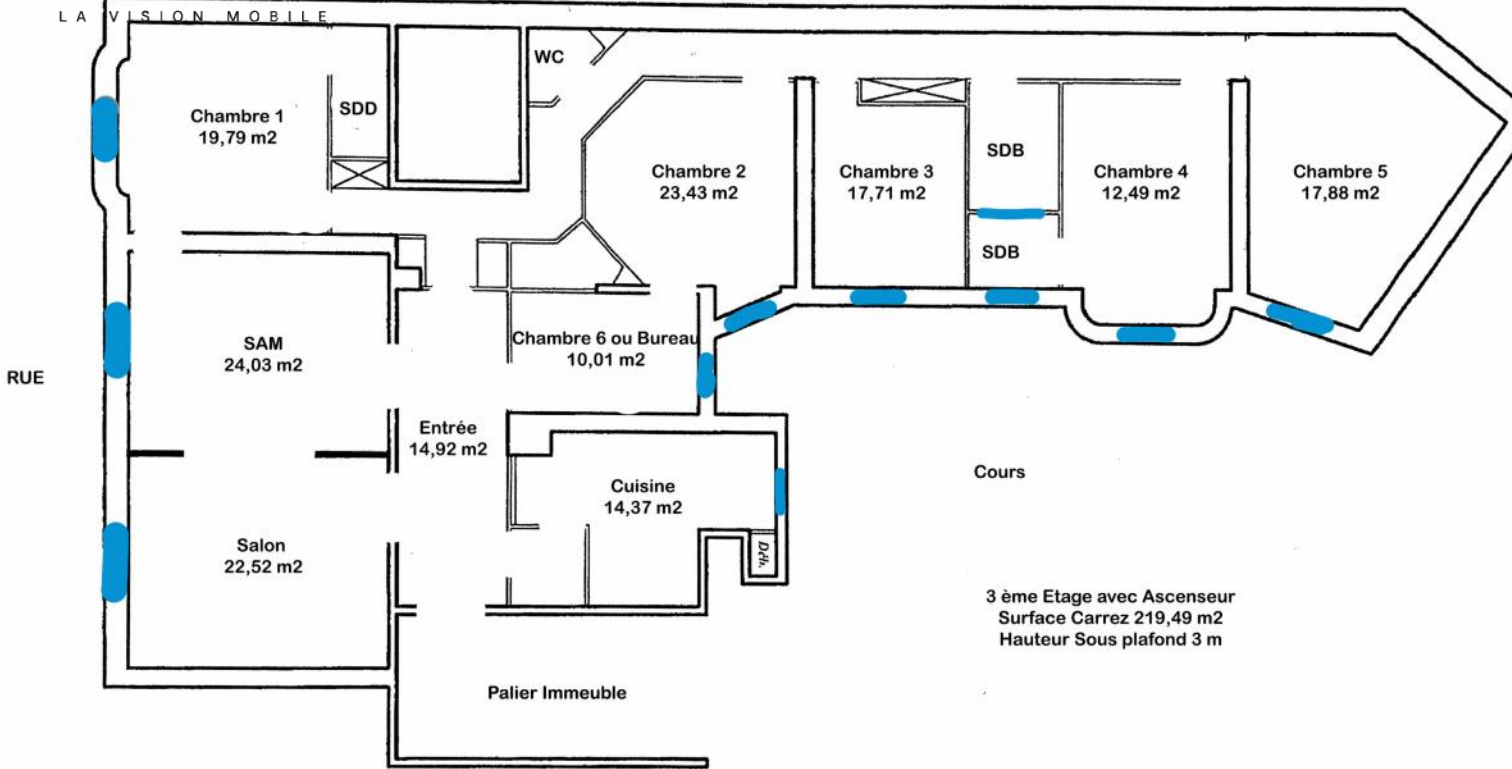 LA VISION MOBILE
WC
Chambre 1
19,79 m2
SDD
Chambre 2
23,43 m2
Chambre 3
17,71 m2
SDB
Chambre 4
12,49 m2
Chambre 5
17,88 m2
SDB
SAM
24,03 m2
Chambre 6 ou Bureau
10,01 m2
RUE
Entrée
14,92 m2
Cuisine
14,37 m2
Cours
Salon
22,52 m2
Déh.
3 ème Etage avec Ascenseur
Surface Carrez 219,49 m2
Hauteur Sous plafond 3 m
Palier Immeuble